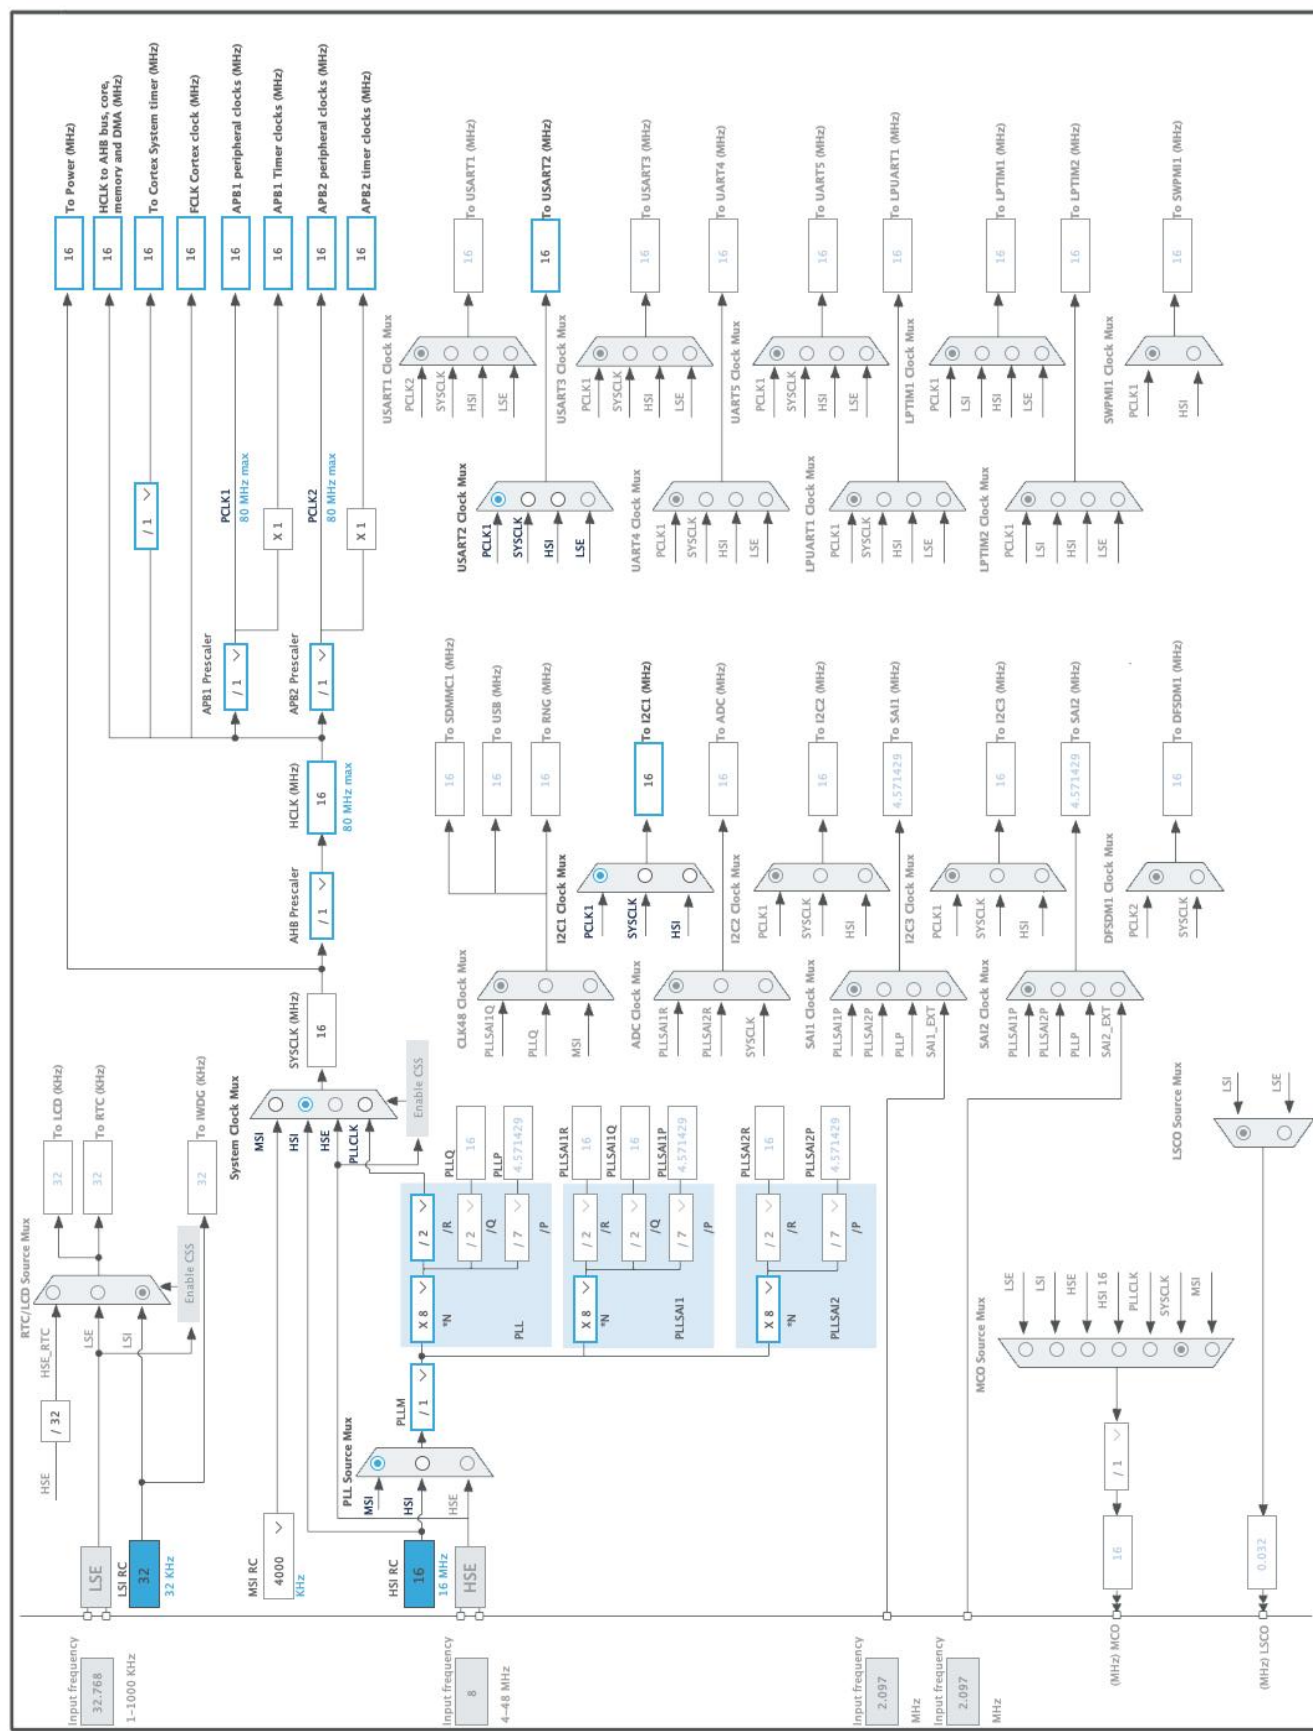 Input frequency
32.768
1-1000 KHz
LSE
LSI RC
32
32 KHz
HSE
/ 32
HSE_RTC
LSE
LSI
RTC/LCD Source Mux
Enable CSS
32
To LCD (KHz)
32
To RTC (KHz)
32
To IWDG (KHz)
MSI RC
4000
KHz
HSI RC
16
16 MHz
Input frequency
8
4-48 MHz
HSE
PLL Source Mux
MSI
HSI
HSE
PLLM
/ 1
X 8
*N
PLL
/ 2
/R
/ 2
/Q
/ 7
/P
PLLQ
16
PLLP
4.571429
X 8
*N
PLLSAI1
/ 2
/R
/ 2
/Q
/ 7
/P
PLLSAI1R
16
PLLSAI1Q
16
PLLSAI1P
4.571429
X 8
*N
PLLSAI2
/ 2
/R
/ 7
/P
PLLSAI2R
16
PLLSAI2P
4.571429
System Clock Mux
MSI
HSI
HSE
PLLCLK
Enable CSS
SYSCLK (MHz)
16
AHB Prescaler
/ 1
HCLK (MHz)
16
80 MHz max
APB1 Prescaler
/ 1
APB2 Prescaler
/ 1
/ 1
PCLK1
80 MHz max
X 1
PCLK2
80 MHz max
X 1
16
To Power (MHz)
16
HCLK to AHB bus, core,
memory and DMA (MHz)
16
To Cortex System timer (MHz)
16
FCLK Cortex clock (MHz)
16
APB1 peripheral clocks (MHz)
16
APB1 Timer clocks (MHz)
16
APB2 peripheral clocks (MHz)
16
APB2 timer clocks (MHz)
CLK48 Clock Mux
PLLSAI1Q
PLLQ
MSI
16
To SDMMC1 (MHz)
16
To USB (MHz)
16
To RNG (MHz)
I2C1 Clock Mux
PCLK1
SYSCLK
HSI
16
To I2C1 (MHz)
ADC Clock Mux
PLLSAI1R
PLLSAI2R
SYSCLK
16
To ADC (MHz)
I2C2 Clock Mux
PCLK1
SYSCLK
HSI
16
To I2C2 (MHz)
SAI1 Clock Mux
PLLSAI1P
PLLSAI2P
PLLP
SAI1_EXT
4.571429
To SAI1 (MHz)
I2C3 Clock Mux
PCLK1
SYSCLK
HSI
16
To I2C3 (MHz)
SAI2 Clock Mux
PLLSAI1P
PLLSAI2P
PLLP
SAI2_EXT
4.571429
To SAI2 (MHz)
DFSDM1 Clock Mux
PCLK2
SYSCLK
16
To DFSDM1 (MHz)
USART1 Clock Mux
PCLK2
SYSCLK
HSI
LSE
16
To USART1 (MHz)
USART2 Clock Mux
PCLK1
SYSCLK
HSI
LSE
16
To USART2 (MHz)
USART3 Clock Mux
PCLK1
SYSCLK
HSI
LSE
16
To USART3 (MHz)
UART4 Clock Mux
PCLK1
SYSCLK
HSI
LSE
16
To UART4 (MHz)
UART5 Clock Mux
PCLK1
SYSCLK
HSI
LSE
16
To UART5 (MHz)
LPUART1 Clock Mux
PCLK1
SYSCLK
HSI
LSE
16
To LPUART1 (MHz)
LPTIM1 Clock Mux
PCLK1
LSI
HSI
LSE
16
To LPTIM1 (MHz)
LPTIM2 Clock Mux
PCLK1
LSI
HSI
LSE
16
To LPTIM2 (MHz)
SWPMI1 Clock Mux
PCLK1
HSI
16
To SWPMI1 (MHz)
Input frequency
2.097
MHz
Input frequency
2.097
MHz
MCO Source Mux
LSE
LSI
HSE
HSI 16
PLLCLK
SYSCLK
MSI
/ 1
16
(MHz) MCO
LSCO Source Mux
LSI
LSE
0.032
(MHz) LSCO